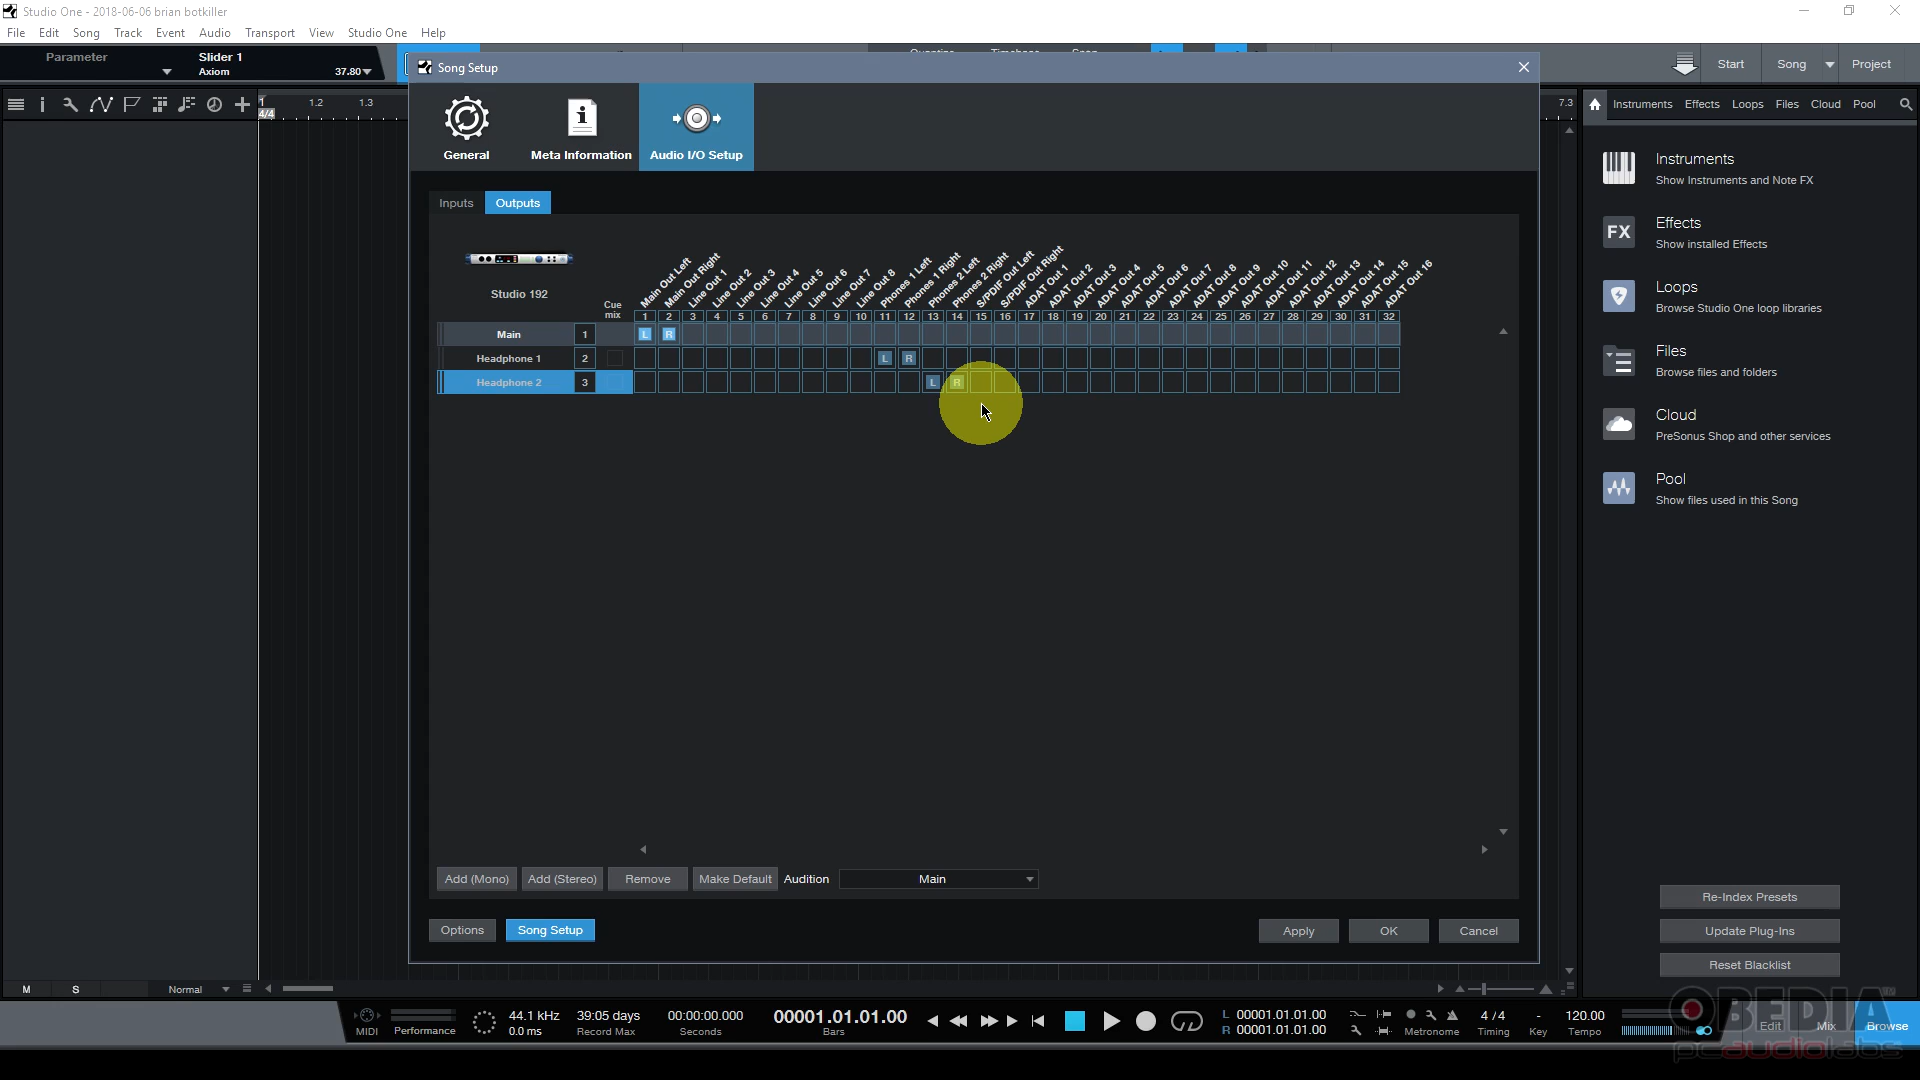 Studio One - 2018-06-06 brian botkiller
File Edit Song Track Event Audio Transport View Studio One Help
Parameter Slider 1
Axiom 37.80
Song Setup
Start Song Project
1 1.2 1.3
4/4
7.3
Instruments Effects Loops Files Cloud Pool
General Meta Information Audio I/O Setup
Inputs Outputs
Studio 192
Cue mix
Main Out Left
Main Out Right
Line Out 1
Line Out 2
Line Out 3
Line Out 4
Line Out 5
Line Out 6
Line Out 7
Line Out 8
Phones 1 Left
Phones 1 Right
Phones 2 Left
Phones 2 Right
S/PDIF Out Left
S/PDIF Out Right
ADAT Out 1
ADAT Out 2
ADAT Out 3
ADAT Out 4
ADAT Out 5
ADAT Out 6
ADAT Out 7
ADAT Out 8
ADAT Out 9
ADAT Out 10
ADAT Out 11
ADAT Out 12
ADAT Out 13
ADAT Out 14
ADAT Out 15
ADAT Out 16
1 2 3 4 5 6 7 8 9 10 11 12 13 14 15 16 17 18 19 20 21 22 23 24 25 26 27 28 29 30 31 32
Main 1 L R
Headphone 1 2 L R
Headphone 2 3 L R
Instruments
Show Instruments and Note FX
FX
Effects
Show installed Effects
Loops
Browse Studio One loop libraries
Files
Browse files and folders
Cloud
PreSonus Shop and other services
Pool
Show files used in this Song
Add (Mono) Add (Stereo) Remove Make Default Audition Main
Options Song Setup Apply OK Cancel
Re-Index Presets
Update Plug-Ins
Reset Blacklist
M S Normal
MIDI Performance
44.1 kHz
0.0 ms
39:05 days
Record Max
00:00:00.000
Seconds
00001.01.01.00
Bars
L 00001.01.01.00
R 00001.01.01.00
Metronome
4 / 4
Timing
-
Key
120.00
Tempo
Edit Mix Browse
OBEDIA
pcaudiolabs